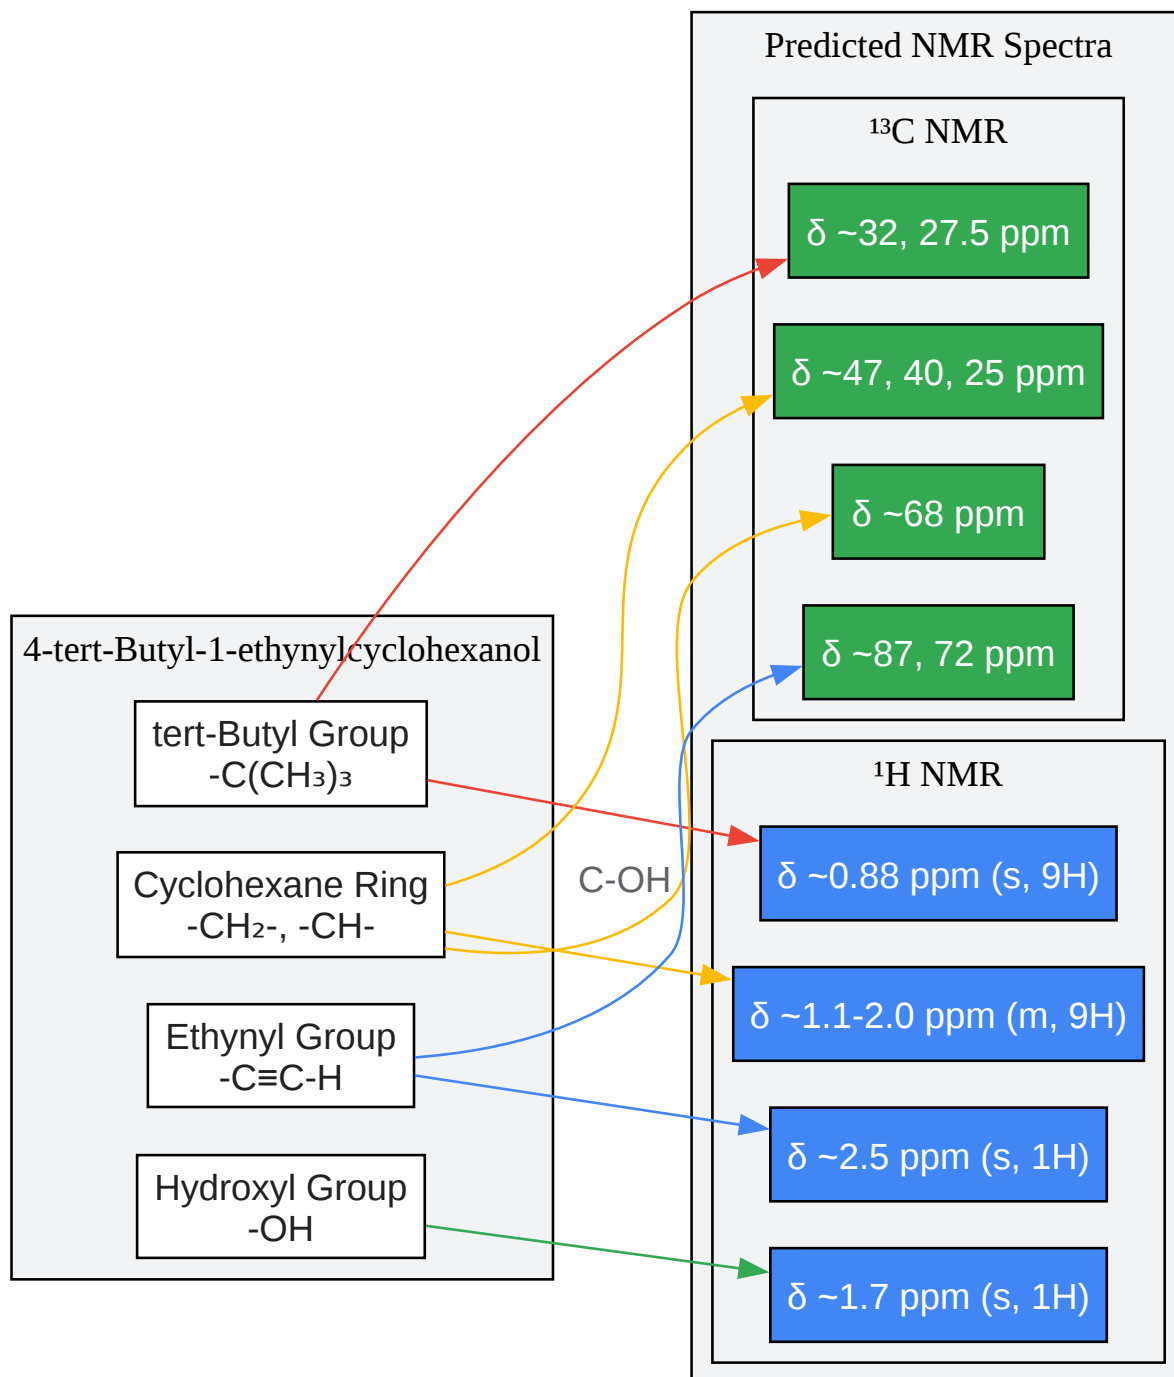 Predicted NMR Spectra
¹³C NMR
δ ~32, 27.5 ppm
δ ~47, 40, 25 ppm
δ ~68 ppm
δ ~87, 72 ppm
4-tert-Butyl-1-ethynylcyclohexanol
tert-Butyl Group
-C(CH₃)₃
Cyclohexane Ring
-CH₂-, -CH-
Ethynyl Group
-C≡C-H
Hydroxyl Group
-OH
C-OH
¹H NMR
δ ~0.88 ppm (s, 9H)
δ ~1.1-2.0 ppm (m, 9H)
δ ~2.5 ppm (s, 1H)
δ ~1.7 ppm (s, 1H)